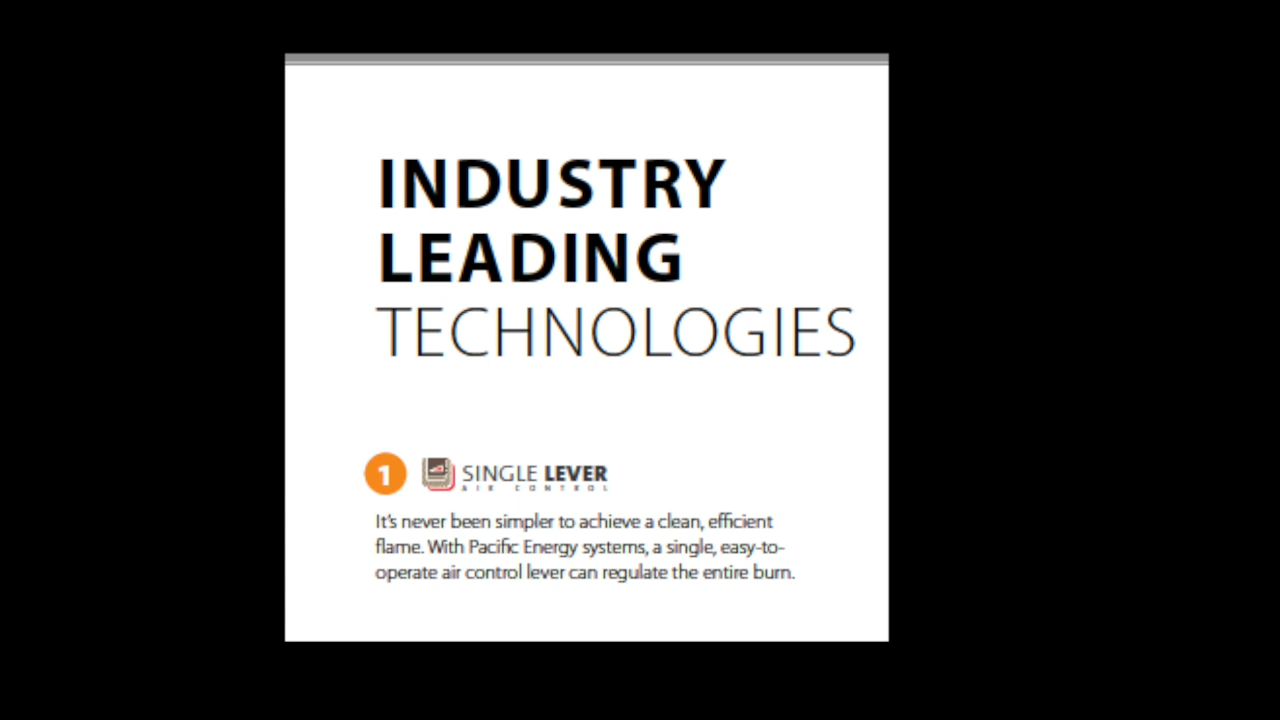 INDUSTRY
LEADING
TECHNOLOGIES
1 SINGLE LEVER
AIR CONTROL
It's never been simpler to achieve a clean, efficient
flame. With Pacific Energy systems, a single, easy-to-
operate air control lever can regulate the entire burn.